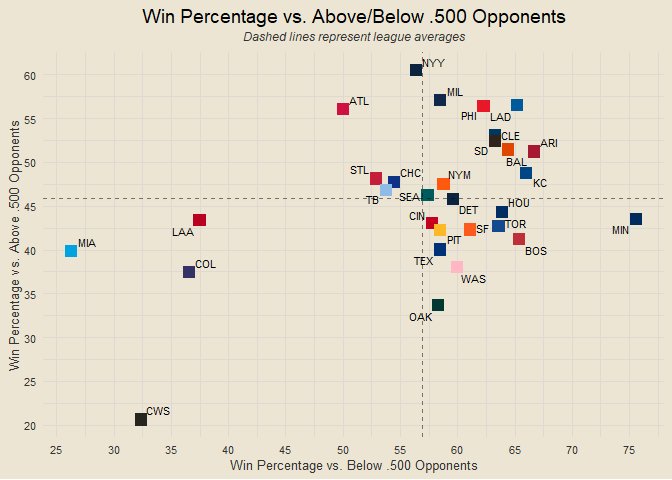 Win Percentage vs. Above/Below .500 Opponents
Dashed lines represent league averages
Win Percentage vs. Above .500 Opponents
60
55
50
45
40
35
30
25
20
NYY
ATL
MIL
PHI
LAD
CLE
SD
ARI
BAL
STL
CHC
NYM
KC
TB
SEA
DET
HOU
CIN
LAA
SF
TOR
MIN
MIA
PIT
BOS
TEX
COL
WAS
OAK
CWS
25
30
35
40
45
50
55
60
65
70
75
Win Percentage vs. Below .500 Opponents